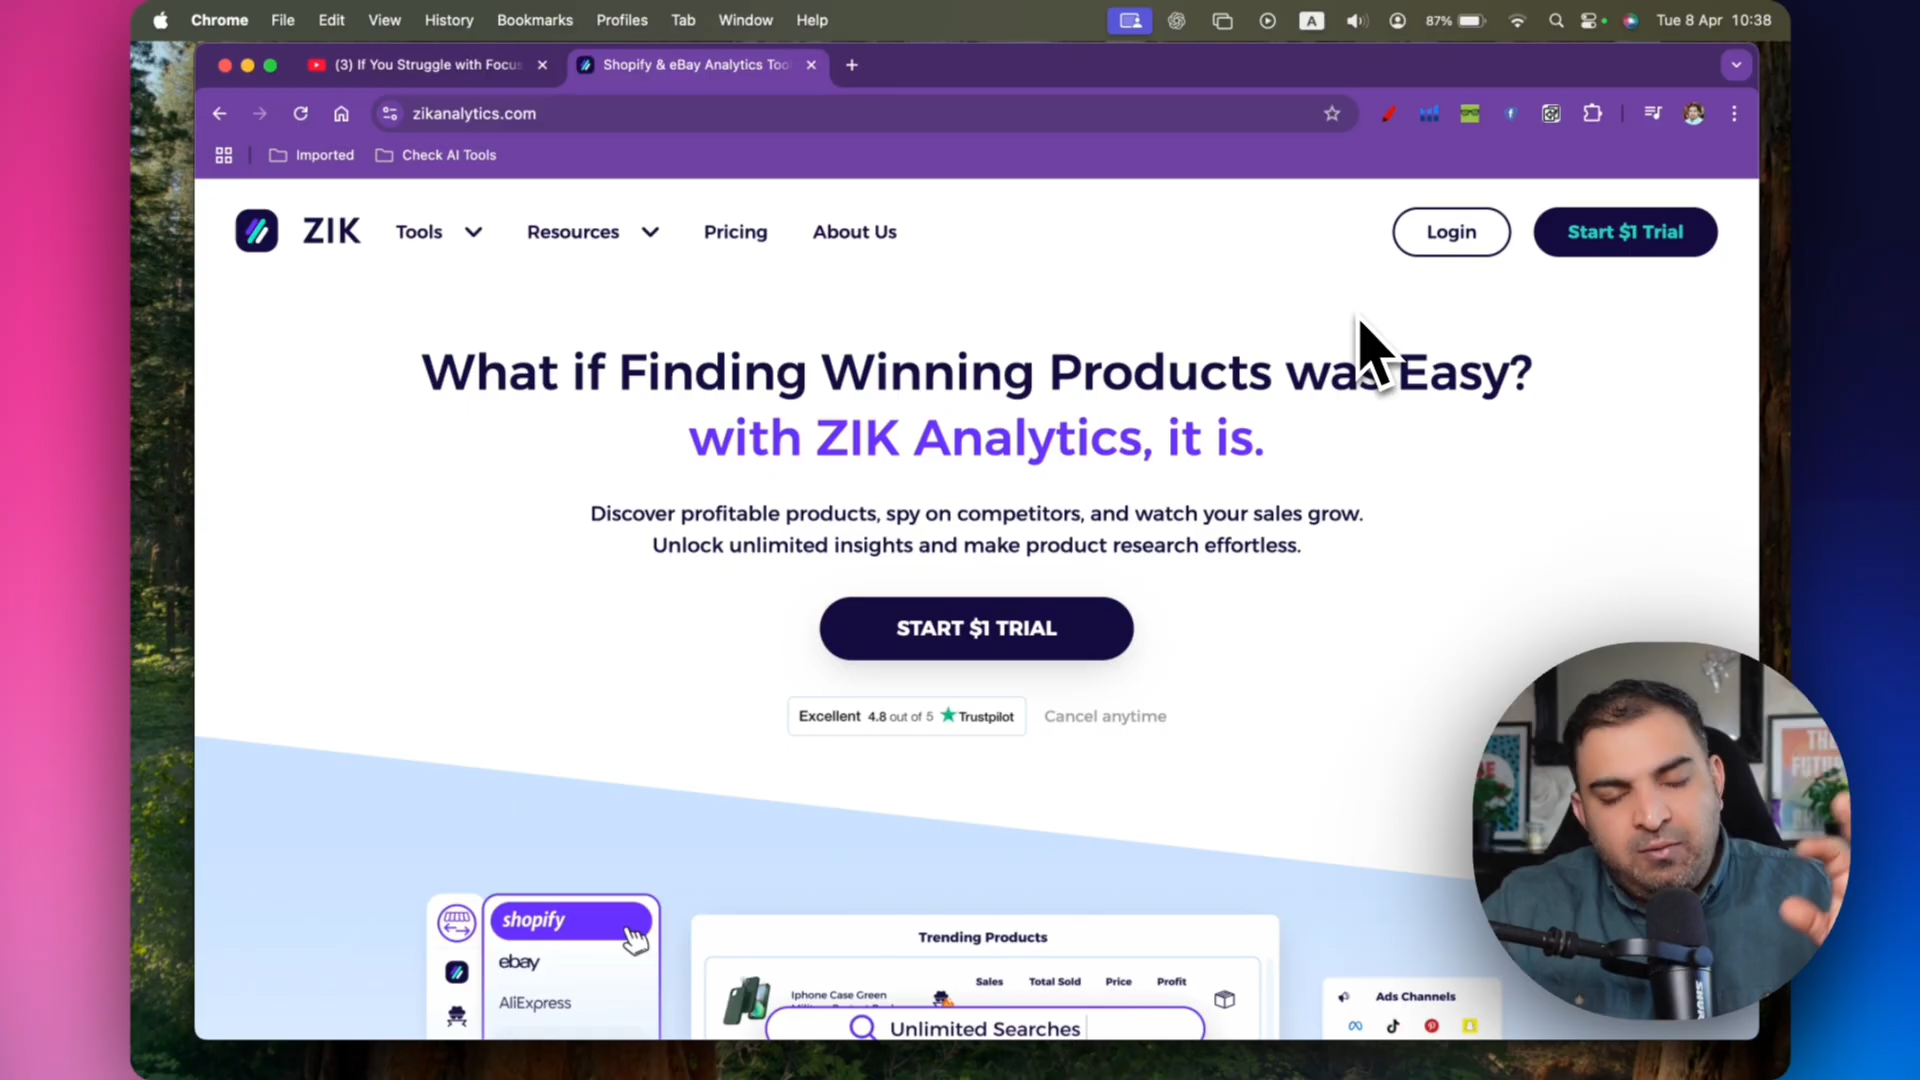 Chrome File Edit View History Bookmarks Profiles Tab Window Help
A 87% Tue 8 Apr 10:38
(3) If You Struggle with Focus
Shopify & eBay Analytics Too
zikanalytics.com
Imported Check AI Tools
ZIK Tools Resources Pricing About Us Login Start $1 Trial
What if Finding Winning Products was Easy?
with ZIK Analytics, it is.
Discover profitable products, spy on competitors, and watch your sales grow.
Unlock unlimited insights and make product research effortless.
START $1 TRIAL
Excellent 4.8 out of 5 Trustpilot Cancel anytime
shopify
ebay
AliExpress
Trending Products
Sales Total Sold Price Profit
Iphone Case Green
Unlimited Searches
Ads Channels